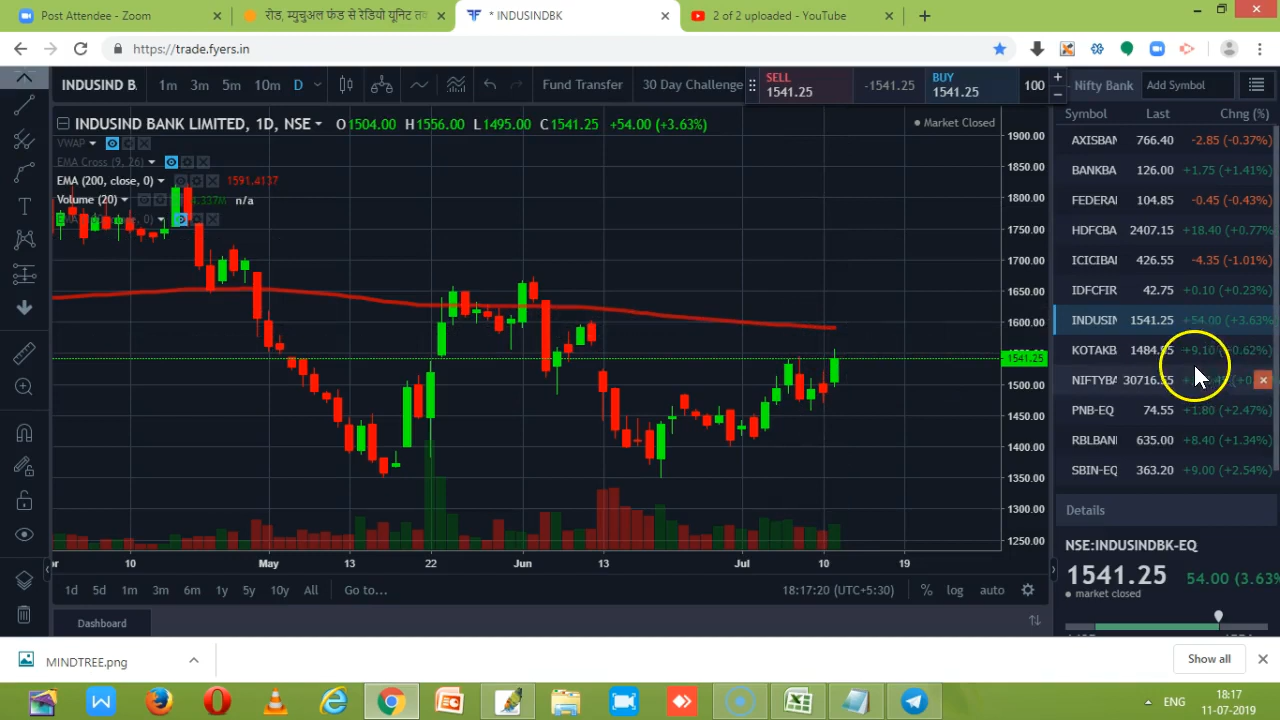 Post Attendee - Zoom
रोड, म्युचुअल फंड से रेडियो यूनिट तक
* INDUSINDBK
2 of 2 uploaded - YouTube
https://trade.fyers.in
INDUSIND B.
1m 3m 5m 10m D
Fund Transfer
30 Day Challenge
SELL
1541.25
-1541.25
BUY
1541.25
100
Nifty Bank
Add Symbol
INDUSIND BANK LIMITED, 1D, NSE
O1504.00 H1556.00 L1495.00 C1541.25 +54.00 (+3.63%)
Market Closed
VWAP
EMA Cross (9, 26)
EMA (200, close, 0) 1591.4137
Volume (20) n/a
1900.00
1850.00
1800.00
1750.00
1700.00
1650.00
1600.00
1541.25
1500.00
1450.00
1400.00
1350.00
1300.00
1250.00
10 May 13 22 Jun 13 Jul 10 19
1d 5d 1m 3m 6m 1y 5y 10y All Go to...
18:17:20 (UTC+5:30) % log auto
Dashboard
Symbol Last Chng (%)
AXISBAN 766.40 -2.85 (-0.37%)
BANKBA 126.00 +1.75 (+1.41%)
FEDERAI 104.85 -0.45 (-0.43%)
HDFCBA 2407.15 +18.40 (+0.77%)
ICICIBAI 426.55 -4.35 (-1.01%)
IDFCFIR 42.75 +0.10 (+0.23%)
INDUSIN 1541.25 +54.00 (+3.63%)
KOTAKB +9.10 (+0.62%)
NIFTYBA 30716.55
PNB-EQ 74.55 +1.80 (+2.47%)
RBLBAN 635.00 +8.40 (+1.34%)
SBIN-EQ 363.20 +9.00 (+2.54%)
Details
NSE:INDUSINDBK-EQ
1541.25 54.00 (3.63%
market closed
MINDTREE.png
Show all
ENG
18:17
11-07-2019